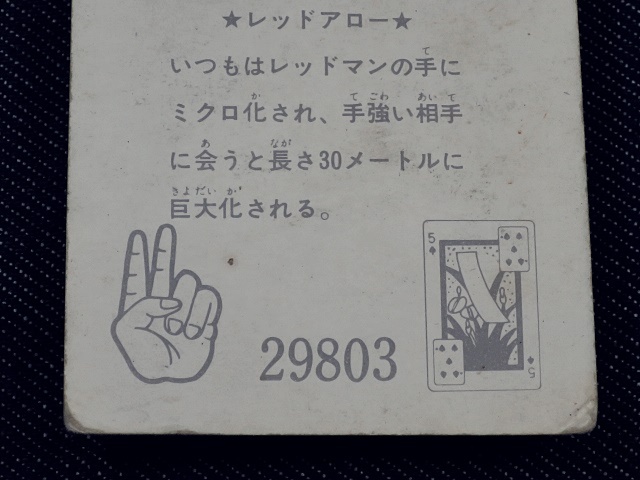 ★レッドアロー★
いつもはレッドマンの手に
ミクロ化され、手強い相手
に会うと長さ30メートルに
巨大化される。
29803
5
5